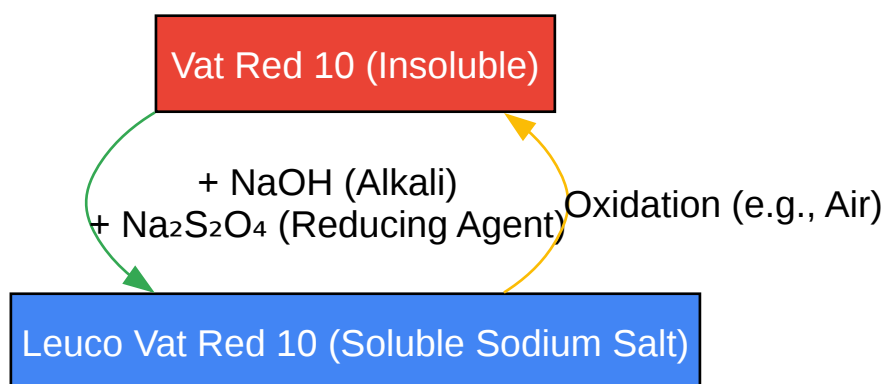 Vat Red 10 (Insoluble)
+ NaOH (Alkali)
+ Na₂S₂O₄ (Reducing Agent)
Oxidation (e.g., Air)
Leuco Vat Red 10 (Soluble Sodium Salt)